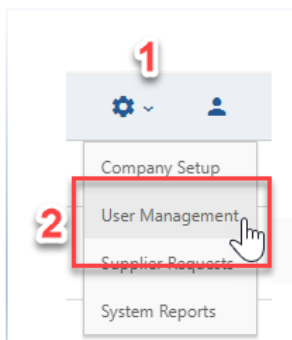 1
Company Setup
2
User Management
Supplier Requests
System Reports